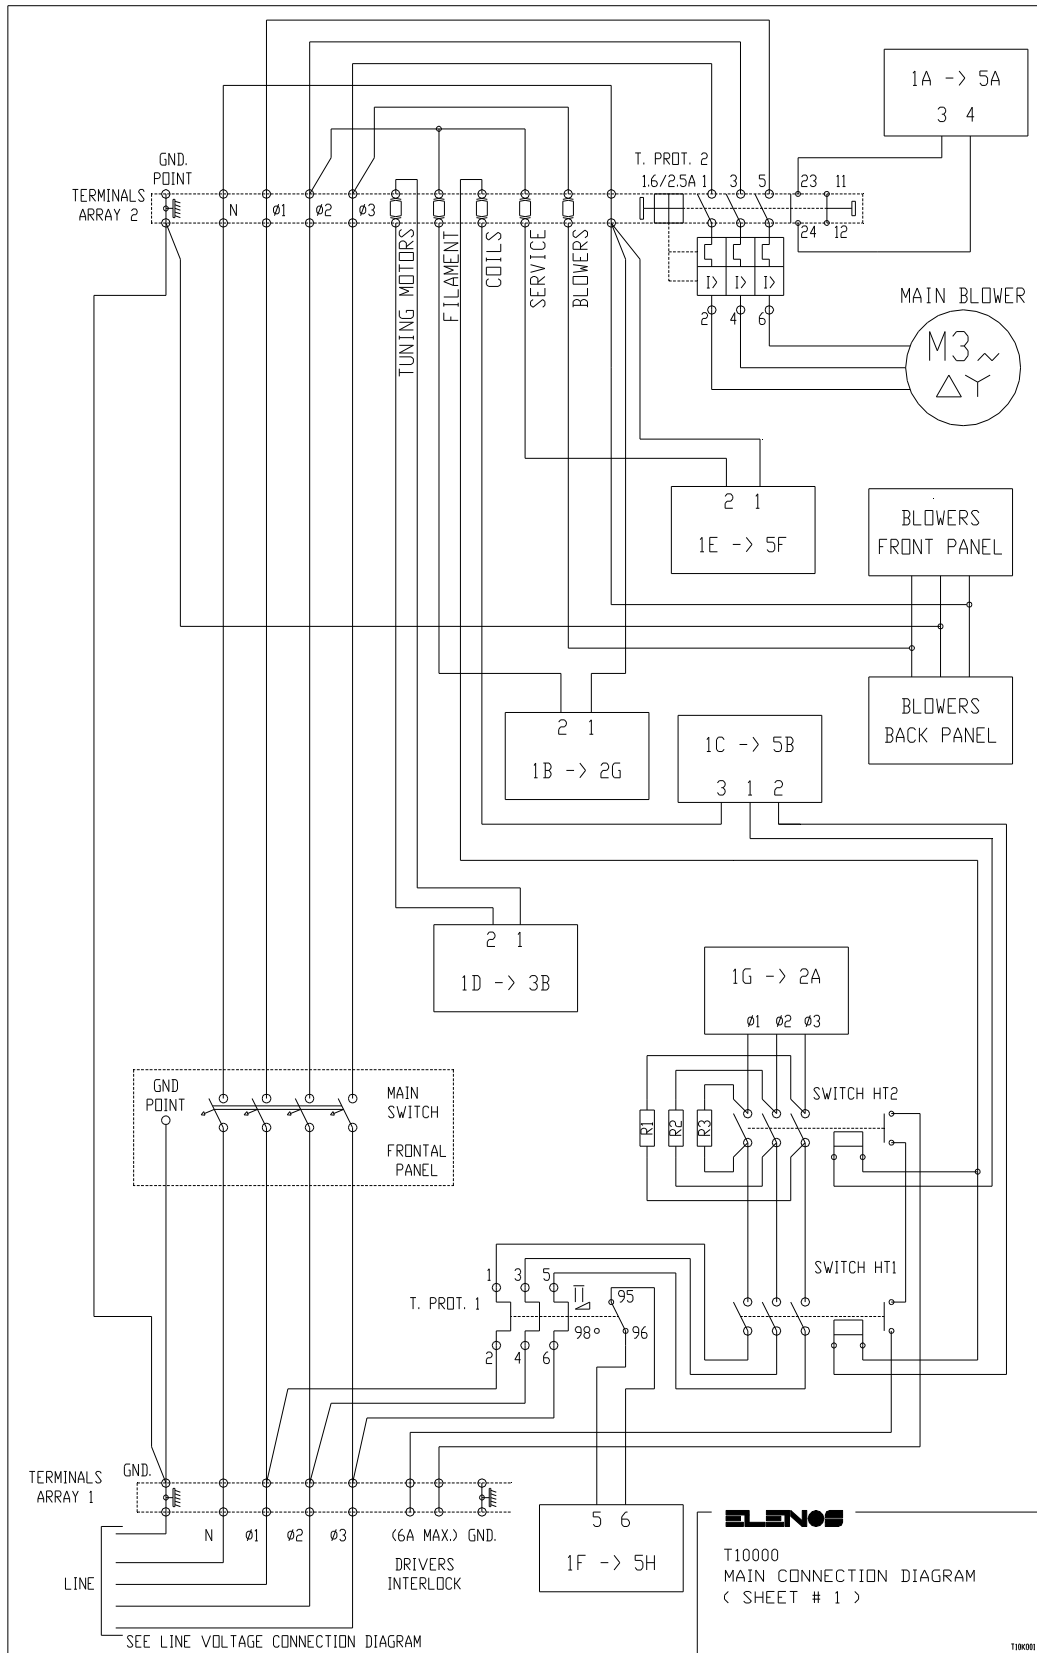 1A -> 5A
3 4
GND.
POINT
T. PROT. 2
1.6/2.5A 1 3 5 23 11
TERMINALS
ARRAY 2
N ø1 ø2 ø3
24 12
TUNING MOTORS
FILAMENT
COILS
SERVICE
BLOWERS
I> I> I>
2 4 6
MAIN BLOWER
M3~
△Y
2 1
1E -> 5F
BLOWERS
FRONT PANEL
BLOWERS
BACK PANEL
2 1
1B -> 2G
1C -> 5B
3 1 2
2 1
1D -> 3B
1G -> 2A
ø1 ø2 ø3
GND
POINT
MAIN
SWITCH
FRONTAL
PANEL
SWITCH HT2
R1 R2 R3
SWITCH HT1
T. PROT. 1
1 3 5
95
98° 96
2 4 6
TERMINALS
ARRAY 1
GND.
N ø1 ø2 ø3 (6A MAX.) GND.
DRIVERS
INTERLOCK
LINE
SEE LINE VOLTAGE CONNECTION DIAGRAM
5 6
1F -> 5H
ELENOS
T10000
MAIN CONNECTION DIAGRAM
( SHEET # 1 )
T10K001